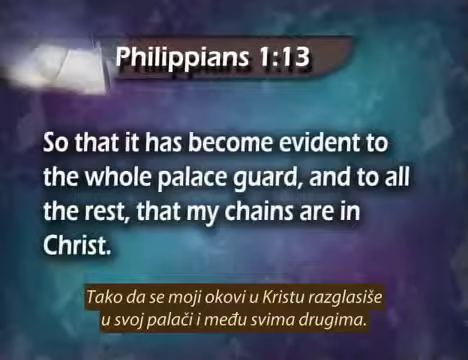 Philippians 1:13
So that it has become evident to
the whole palace guard, and to all
the rest, that my chains are in
Christ.
Tako da se moji okovi u Kristu razglasiše
u svoj palači i među svima drugima.